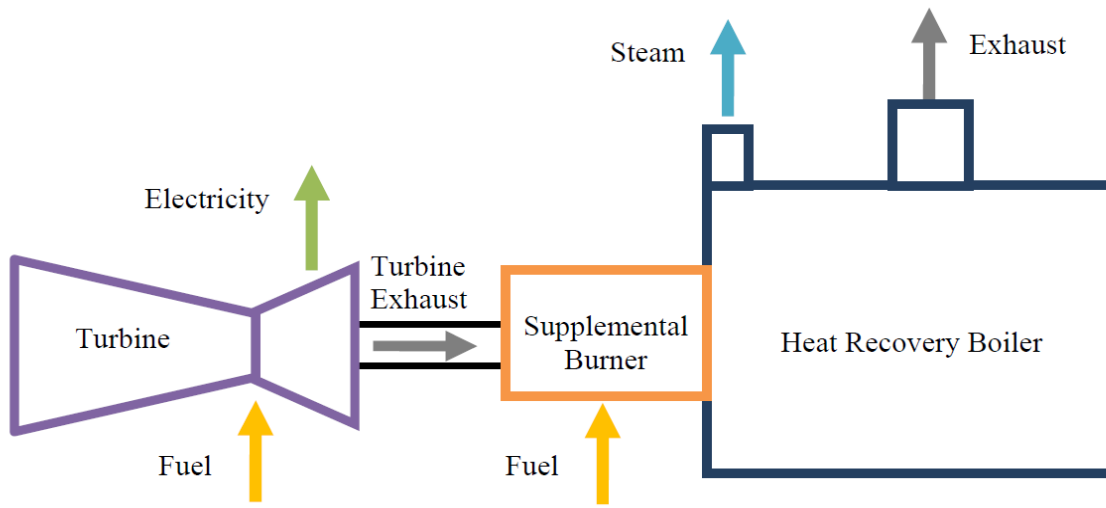 Steam
Exhaust
Electricity
Turbine
Exhaust
Turbine
Supplemental
Burner
Heat Recovery Boiler
Fuel
Fuel